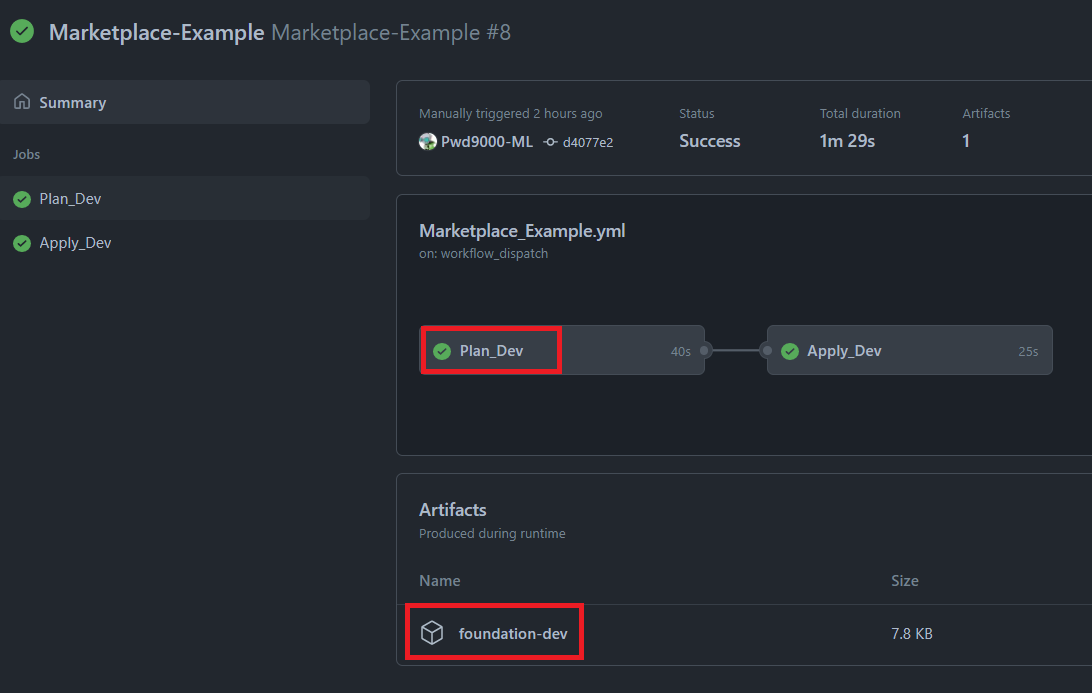 Marketplace-Example Marketplace-Example #8
Summary
Jobs
Plan_Dev
Apply_Dev
Manually triggered 2 hours ago
Pwd9000-ML d4077e2
Status
Success
Total duration
1m 29s
Artifacts
1
Marketplace_Example.yml
on: workflow_dispatch
Plan_Dev 40s
Apply_Dev 25s
Artifacts
Produced during runtime
Name Size
foundation-dev 7.8 KB